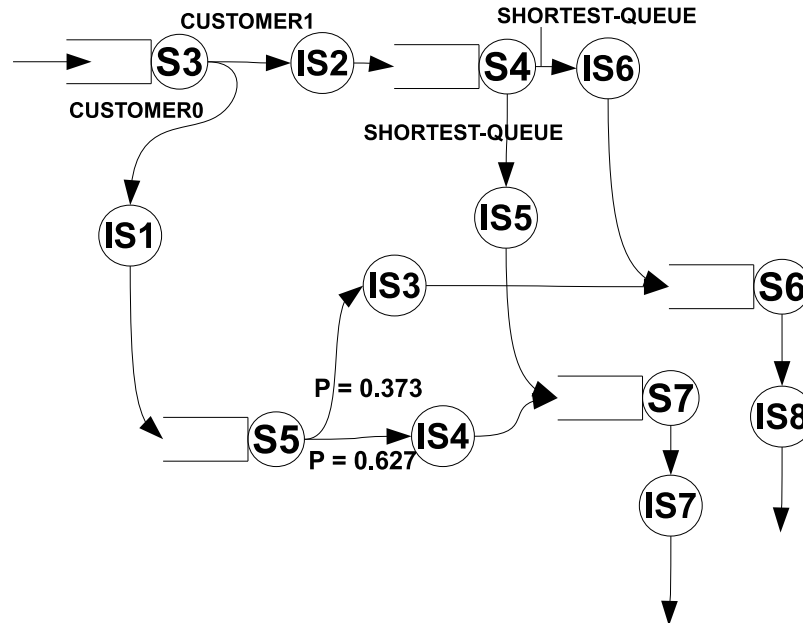 CUSTOMER1
SHORTEST-QUEUE
S3
IS2
S4
IS6
CUSTOMER0
SHORTEST-QUEUE
IS1
IS5
IS3
S6
P = 0.373
S7
IS8
S5
IS4
P = 0.627
IS7